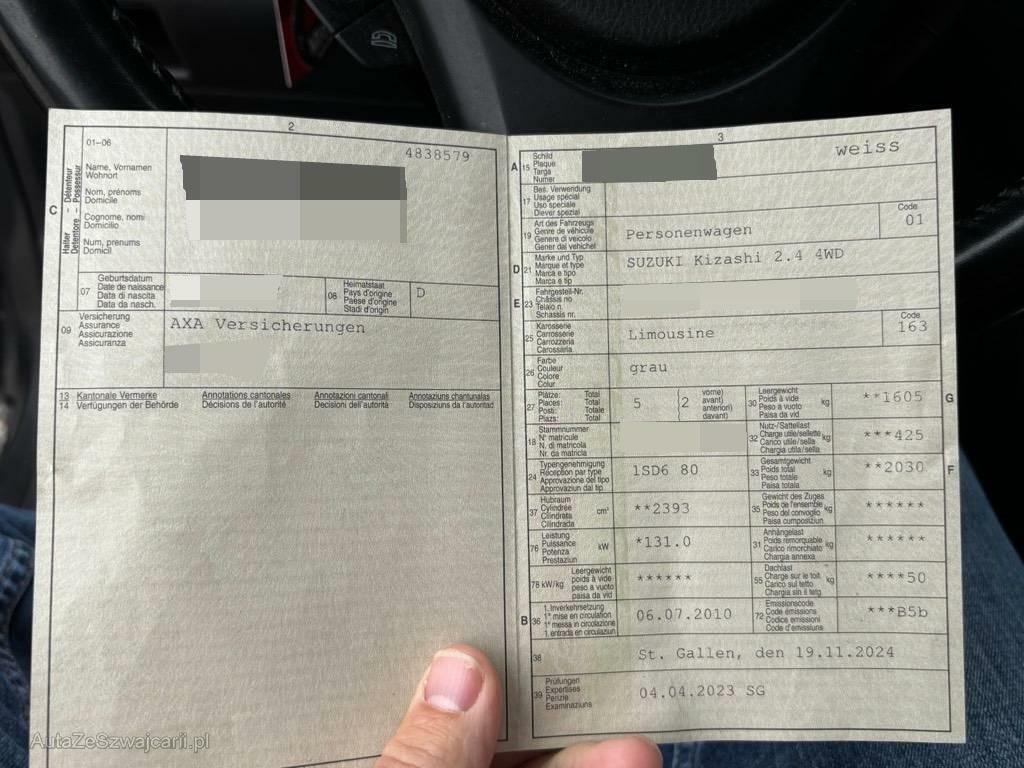 2
01–06
4838579
Halter – Détenteur
Detentore – Possessur
C
Name, Vornamen
Wohnort
Nom, prénoms
Domicile
Cognome, nomi
Domicilio
Num, prenums
Domicil
07
Geburtsdatum
Date de naissance
Data di nascita
Data da nasch.
08
Heimatstaat
Pays d'origine
Paese d'origine
Stadi d'origin
D
09
Versicherung
Assurance
Assicurazione
Assicuranza
AXA Versicherungen
13 Kantonale Vermerke Annotations cantonales Annotazioni cantonali Annotaziuns chantunalas
14 Verfügungen der Behörde Décisions de l'autorité Decisioni dell'autorità Disposiziuns da l'autoritad
3
A 15
Schild
Plaque
Targa
Numer
weiss
17
Bes. Verwendung
Usage spécial
Uso speciale
Diever spezial
19
Art des Fahrzeugs
Genre de véhicule
Genere di veicolo
Gener dal vehichel
Personenwagen
Code
01
D 21
Marke und Typ
Marque et type
Marca e tipo
Marca e tip
SUZUKI Kizashi 2.4 4WD
E 23
Fahrgestell-Nr.
Châssis no
Telaio n.
Schassis nr.
25
Karosserie
Carrosserie
Carrozzeria
Carossaria
Limousine
Code
163
26
Farbe
Couleur
Colore
Colur
grau
27
Plätze: Total
Places: Total
Posti: Totale
Plazs: Total
5
2
vorne)
avant)
anteriori)
davant)
30
Leergewicht
Poids à vide
Peso a vuoto
Paisa da vid
kg
**1605
G
18
Stammnummer
N° matricule
N. di matricola
Nr. da matricla
32
Nutz-/Sattellast
Charge utile/sellette
Carico utile/sella
Chargia utila/sella
kg
***425
24
Typengenehmigung
Réception par type
Approvazione del tipo
Approvaziun dal tip
1SD6 80
33
Gesamtgewicht
Poids total
Peso totale
Paisa totala
kg
**2030
F
37
Hubraum
Cylindrée
Cilindrata
Cilindrada
cm³
**2393
35
Gewicht des Zuges
Poids de l'ensemble
Peso del convoglio
Paisa cumposiziun
kg
******
76
Leistung
Puissance
Potenza
Prestaziun
kW
*131.0
31
Anhängelast
Poids remorquable
Carico rimorchiato
Chargia annexa
kg
******
78 kW/kg
Leergewicht
poids à vide
peso a vuoto
paisa da vid
******
55
Dachlast
Charge sur le toit
Carico sul tetto
Chargia sin il tetg
kg
****50
B 36
1. Inverkehrsetzung
1re mise en circulation
1a messa in circolazione
1. entrada en circulaziun
06.07.2010
72
Emissionscode
Code émissions
Codice emissioni
Code d'emissiuns
***B5b
38
St. Gallen, den 19.11.2024
39
Prüfungen
Expertises
Perizie
Examinaziuns
04.04.2023 SG
AutaZeSzwajcarii.pl